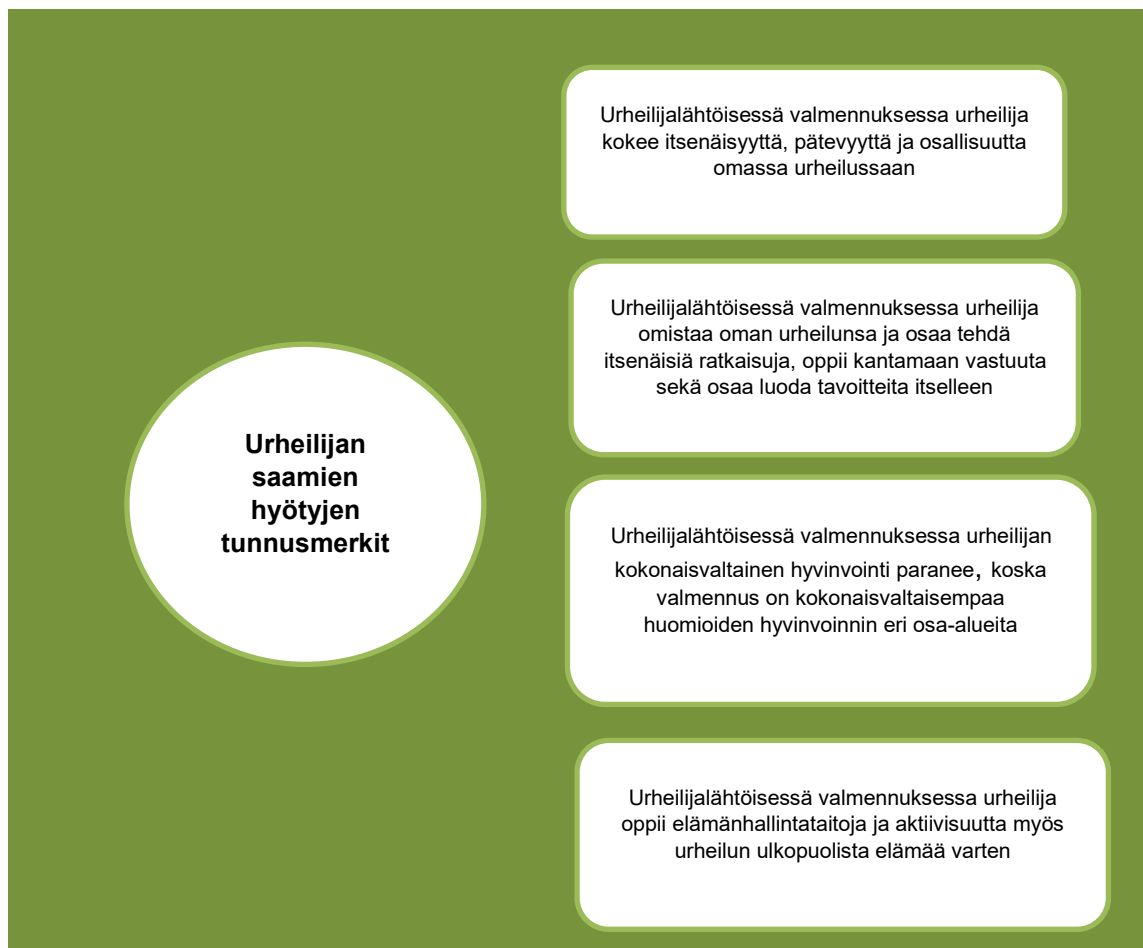 Urheilijan
saamien
hyötyjen
tunnusmerkit
Urheilijalähtöisessä valmennuksessa urheilija
kokee itsenäisyyttä, pätevyyttä ja osallisuutta
omassa urheilussaan
Urheilijalähtöisessä valmennuksessa urheilija
omistaa oman urheilunsa ja osaa tehdä
itsenäisiä ratkaisuja, oppii kantamaan vastuuta
sekä osaa luoda tavoitteita itselleen
Urheilijalähtöisessä valmennuksessa urheilijan
kokonaisvaltainen hyvinvointi paranee, koska
valmennus on kokonaisvaltaisempaa
huomioiden hyvinvoinnin eri osa-alueita
Urheilijalähtöisessä valmennuksessa urheilija
oppii elämänhallintataitoja ja aktiivisuutta myös
urheilun ulkopuolista elämää varten